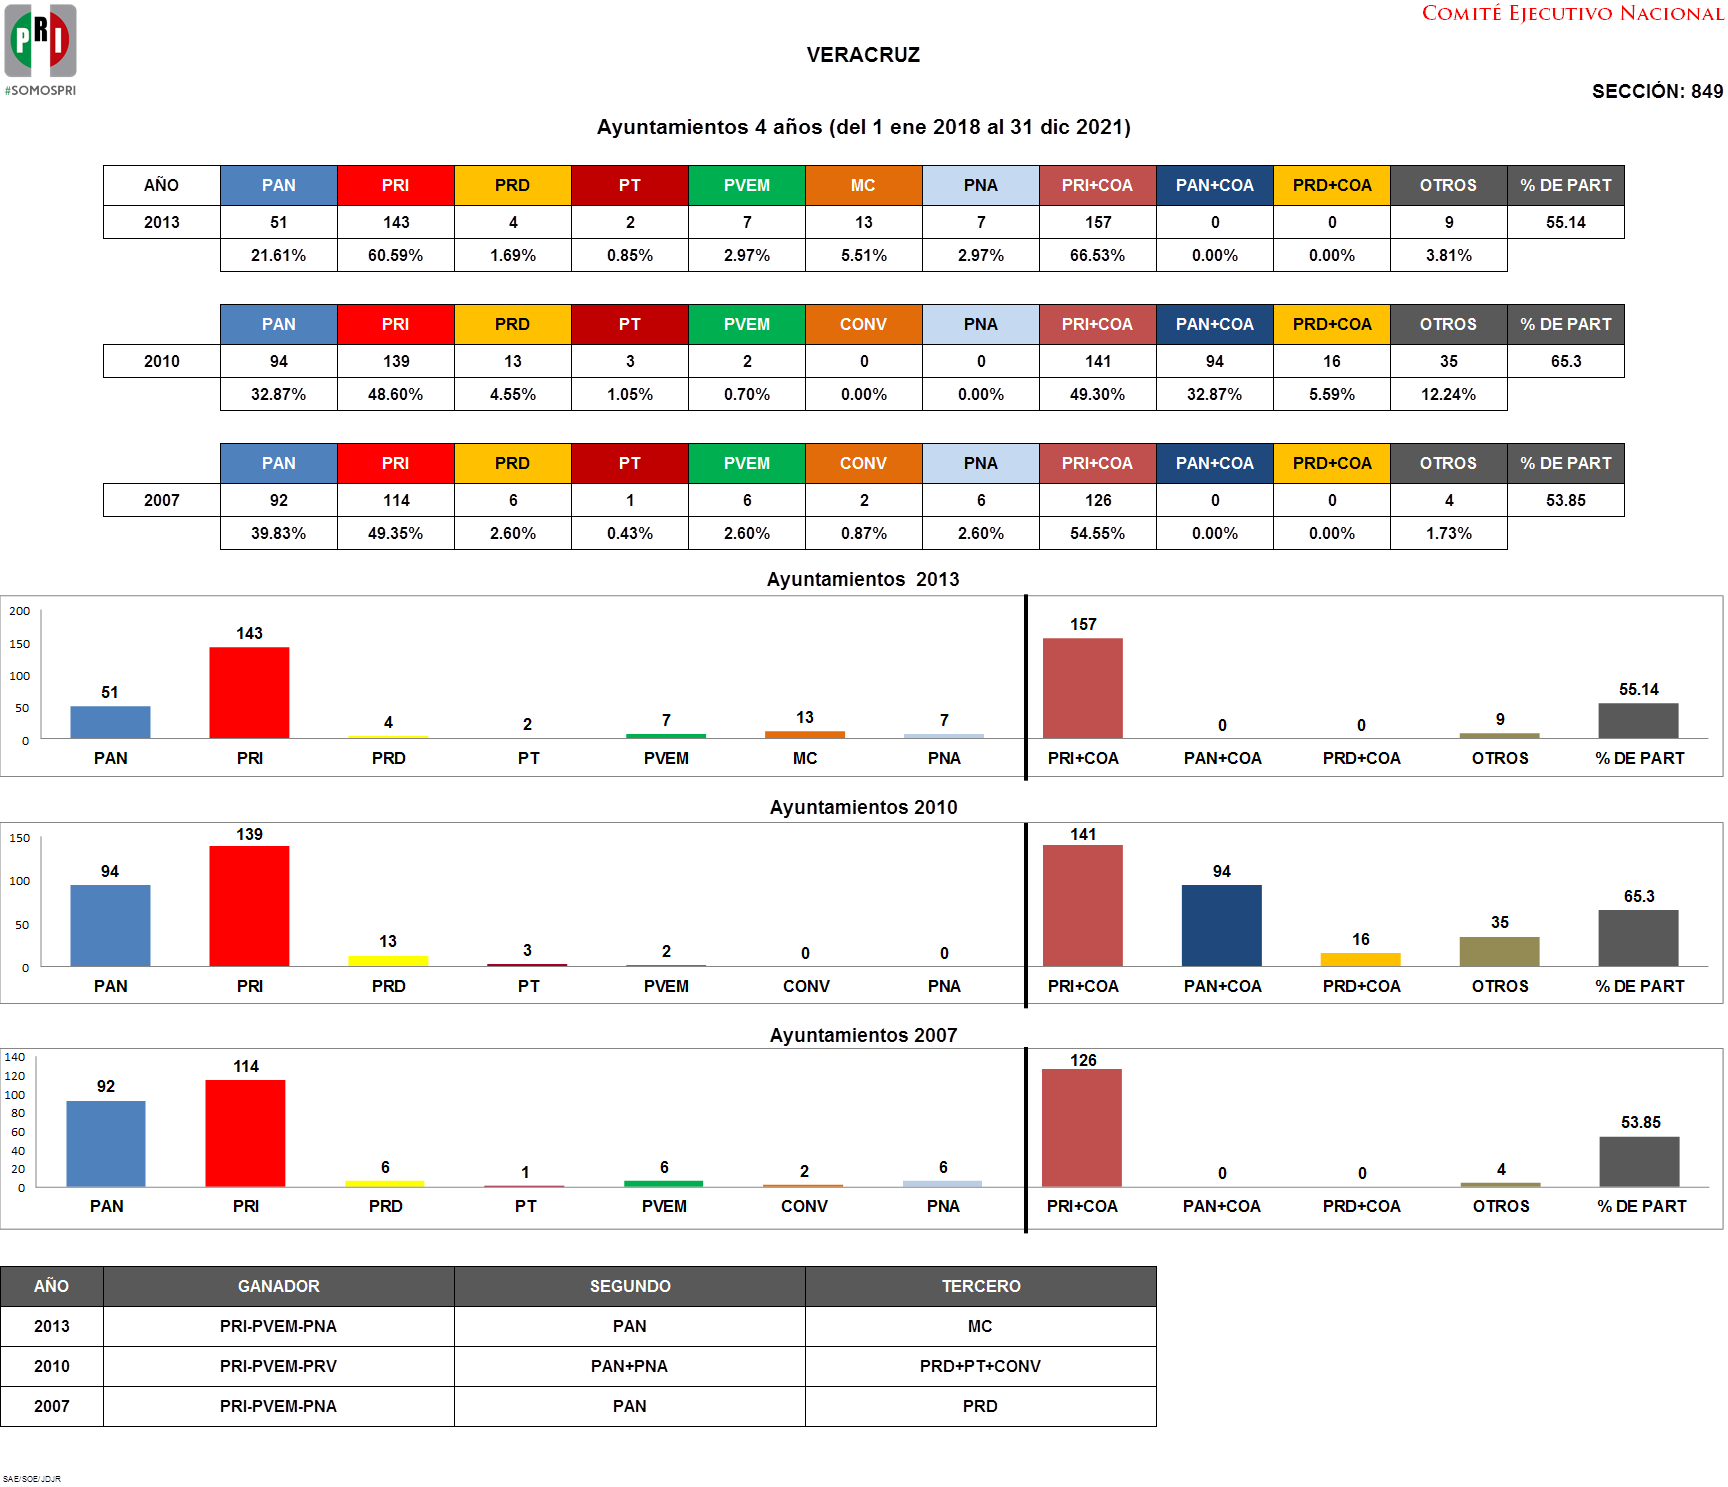 PRI
#SOMOSPRI
COMITÉ EJECUTIVO NACIONAL
VERACRUZ
SECCIÓN: 849
Ayuntamientos 4 años (del 1 ene 2018 al 31 dic 2021)
AÑO PAN PRI PRD PT PVEM MC PNA PRI+COA PAN+COA PRD+COA OTROS % DE PART
2013 51 143 4 2 7 13 7 157 0 0 9 55.14
21.61% 60.59% 1.69% 0.85% 2.97% 5.51% 2.97% 66.53% 0.00% 0.00% 3.81%
PAN PRI PRD PT PVEM CONV PNA PRI+COA PAN+COA PRD+COA OTROS % DE PART
2010 94 139 13 3 2 0 0 141 94 16 35 65.3
32.87% 48.60% 4.55% 1.05% 0.70% 0.00% 0.00% 49.30% 32.87% 5.59% 12.24%
PAN PRI PRD PT PVEM CONV PNA PRI+COA PAN+COA PRD+COA OTROS % DE PART
2007 92 114 6 1 6 2 6 126 0 0 4 53.85
39.83% 49.35% 2.60% 0.43% 2.60% 0.87% 2.60% 54.55% 0.00% 0.00% 1.73%
Ayuntamientos 2013
200
150
100
50
0
51 143 4 2 7 13 7 157 0 0 9 55.14
PAN PRI PRD PT PVEM MC PNA PRI+COA PAN+COA PRD+COA OTROS % DE PART
Ayuntamientos 2010
150
100
50
0
94 139 13 3 2 0 0 141 94 16 35 65.3
PAN PRI PRD PT PVEM CONV PNA PRI+COA PAN+COA PRD+COA OTROS % DE PART
Ayuntamientos 2007
140
120
100
80
60
40
20
0
92 114 6 1 6 2 6 126 0 0 4 53.85
PAN PRI PRD PT PVEM CONV PNA PRI+COA PAN+COA PRD+COA OTROS % DE PART
AÑO GANADOR SEGUNDO TERCERO
2013 PRI-PVEM-PNA PAN MC
2010 PRI-PVEM-PRV PAN+PNA PRD+PT+CONV
2007 PRI-PVEM-PNA PAN PRD
SAE/SOE/JDJR